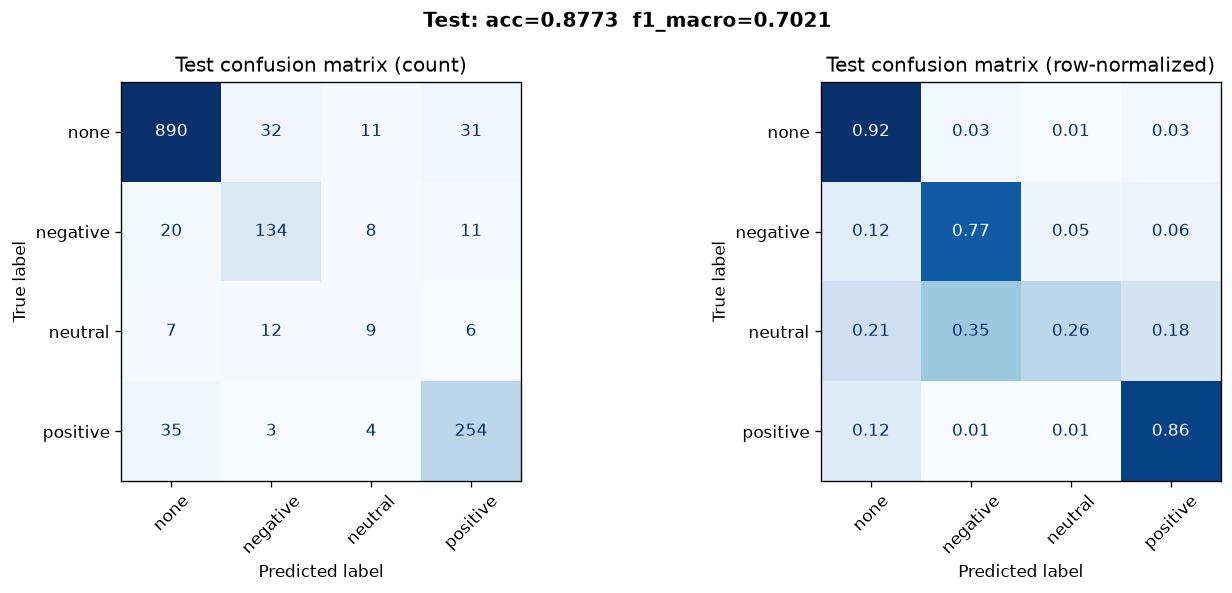 Test: acc=0.8773  f1_macro=0.7021
Test confusion matrix (count)
True label
none 890 32 11 31
negative 20 134 8 11
neutral 7 12 9 6
positive 35 3 4 254
none negative neutral positive
Predicted label
Test confusion matrix (row-normalized)
True label
none 0.92 0.03 0.01 0.03
negative 0.12 0.77 0.05 0.06
neutral 0.21 0.35 0.26 0.18
positive 0.12 0.01 0.01 0.86
none negative neutral positive
Predicted label